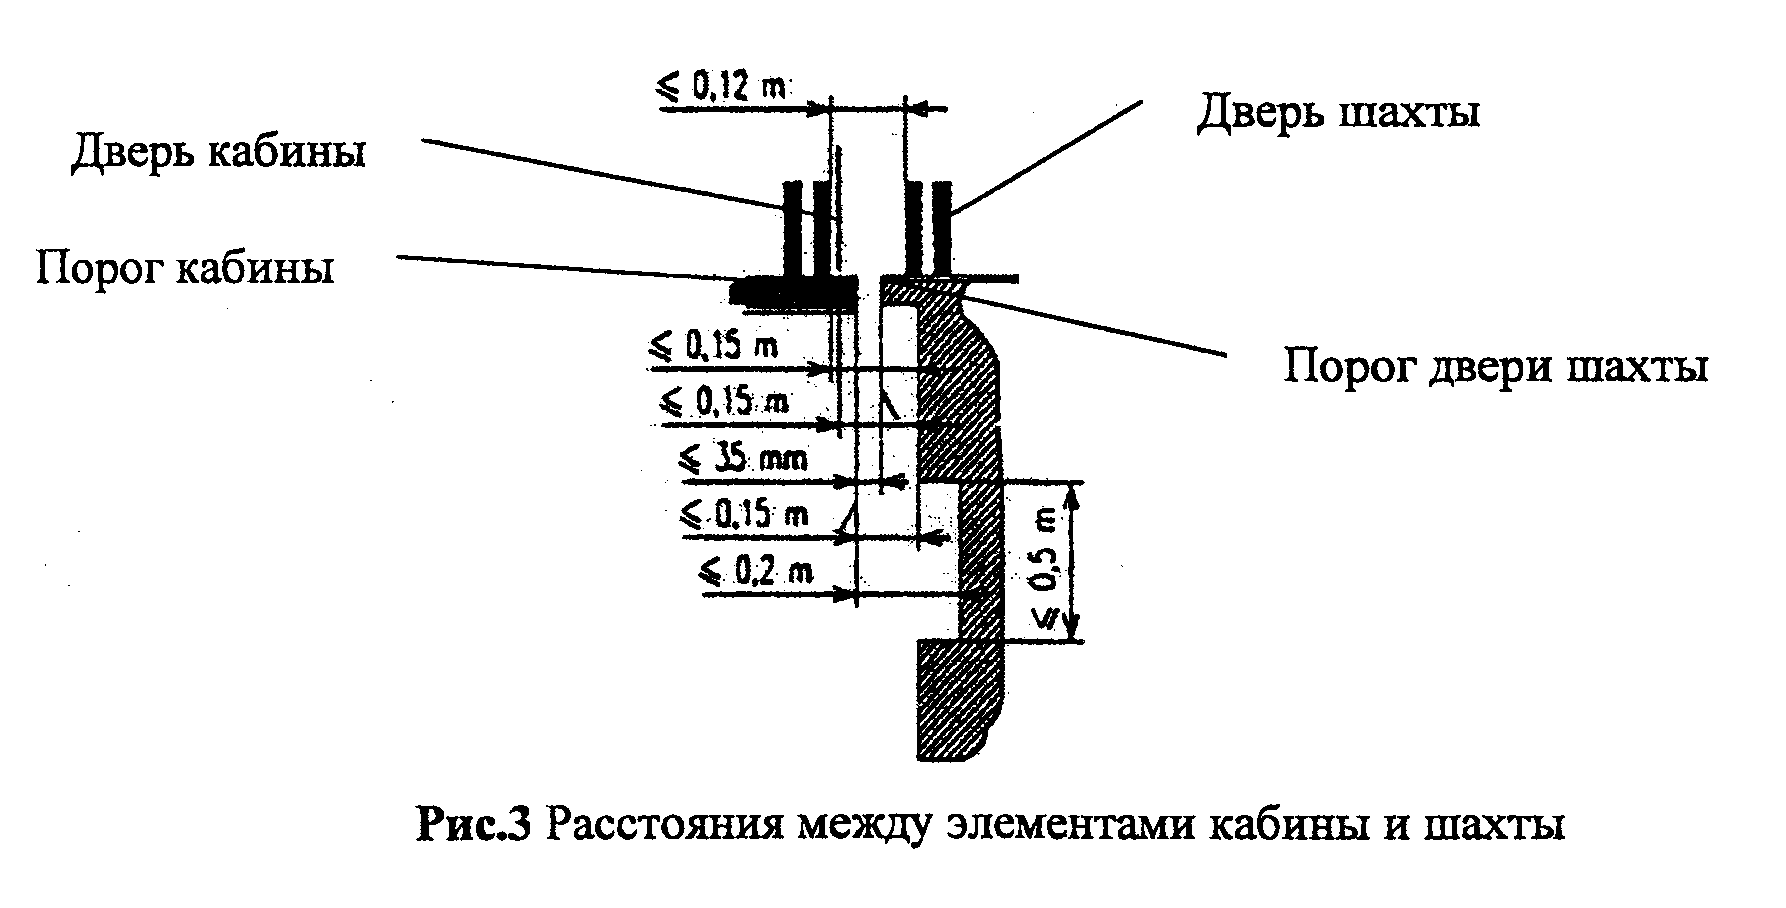 ⩽ 0,12 m
Дверь шахты
Дверь кабины
Порог кабины
⩽ 0,15 m
Порог двери шахты
⩽ 0,15 m
⩽ 35 mm
⩽ 0,15 m
⩽ 0,2 m
⩽ 0,5 m
Рис.3 Расстояния между элементами кабины и шахты